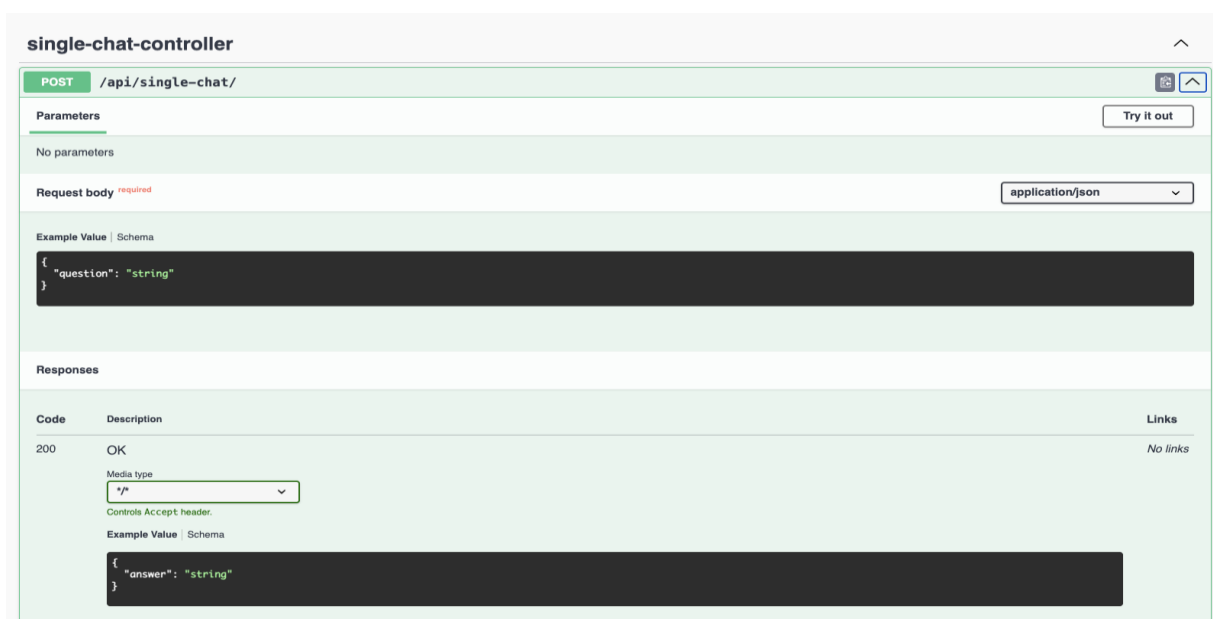 single-chat-controller
POST /api/single-chat/
Parameters
Try it out
No parameters
Request body required
application/json
Example Value | Schema
{
"question": "string"
}
Responses
Code Description Links
200 OK No links
Media type
*/*
Controls Accept header.
Example Value | Schema
{
"answer": "string"
}